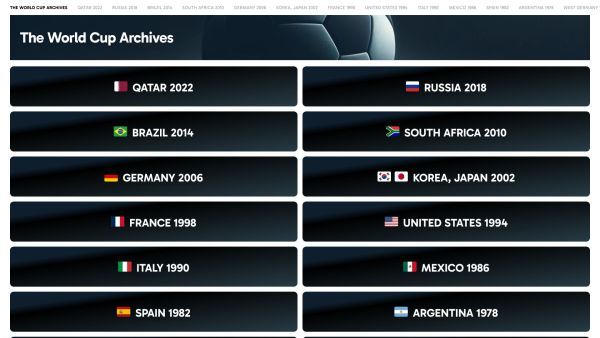 THE WORLD CUP ARCHIVES QATAR 2022 RUSSIA 2018 BRAZIL 2014 SOUTH AFRICA 2010 GERMANY 2006 KOREA, JAPAN 2002 FRANCE 1998 UNITED STATES 1994 ITALY 1990 MEXICO 1986 SPAIN 1982 ARGENTINA 1978 WEST GERMANY
The World Cup Archives
QATAR 2022
RUSSIA 2018
BRAZIL 2014
SOUTH AFRICA 2010
GERMANY 2006
KOREA, JAPAN 2002
FRANCE 1998
UNITED STATES 1994
ITALY 1990
MEXICO 1986
SPAIN 1982
ARGENTINA 1978